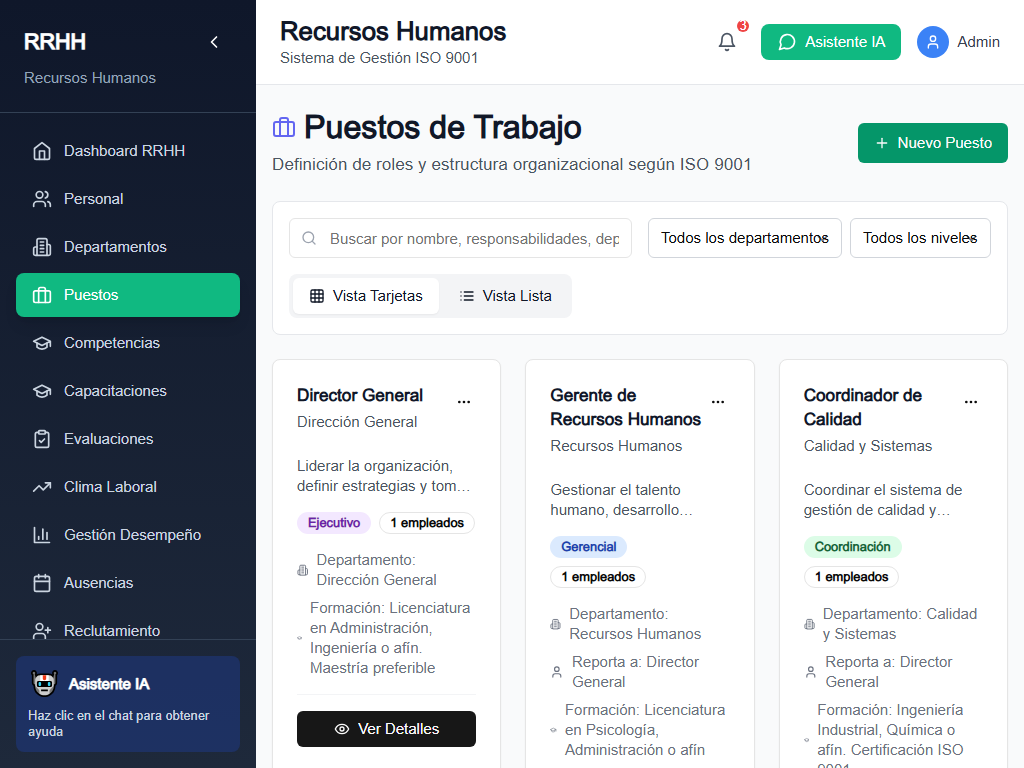 RRHH
Recursos Humanos
Dashboard RRHH
Personal
Departamentos
Puestos
Competencias
Capacitaciones
Evaluaciones
Clima Laboral
Gestión Desempeño
Ausencias
Reclutamiento
Asistente IA
Haz clic en el chat para obtener
ayuda
Recursos Humanos
Sistema de Gestión ISO 9001
3
Asistente IA
Admin
Puestos de Trabajo
Definición de roles y estructura organizacional según ISO 9001
Nuevo Puesto
Buscar por nombre, responsabilidades, dep
Todos los departamentos
Todos los niveles
Vista Tarjetas
Vista Lista
Director General
Dirección General
Liderar la organización,
definir estrategias y tom...
Ejecutivo
1 empleados
Departamento:
Dirección General
Formación: Licenciatura
en Administración,
Ingeniería o afín.
Maestría preferible
Ver Detalles
Gerente de
Recursos Humanos
Recursos Humanos
Gestionar el talento
humano, desarrollo...
Gerencial
1 empleados
Departamento:
Recursos Humanos
Reporta a: Director
General
Formación: Licenciatura
en Psicología,
Administración o afín
Coordinador de
Calidad
Calidad y Sistemas
Coordinar el sistema de
gestión de calidad y...
Coordinación
1 empleados
Departamento: Calidad
y Sistemas
Reporta a: Director
General
Formación: Ingeniería
Industrial, Química o
afín. Certificación ISO
9001